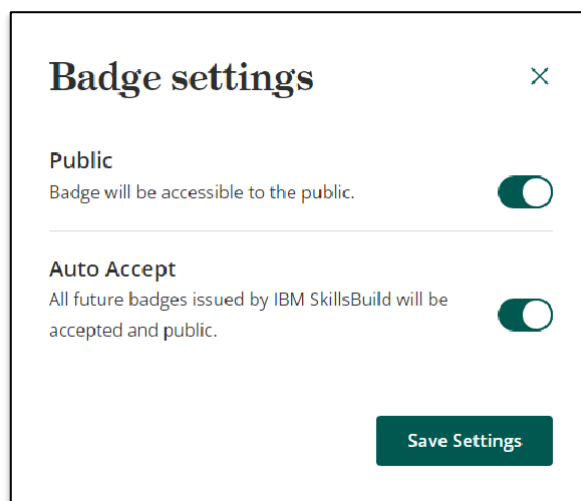 Badge settings
Public
Badge will be accessible to the public.
Auto Accept
All future badges issued by IBM SkillsBuild will be
accepted and public.
Save Settings